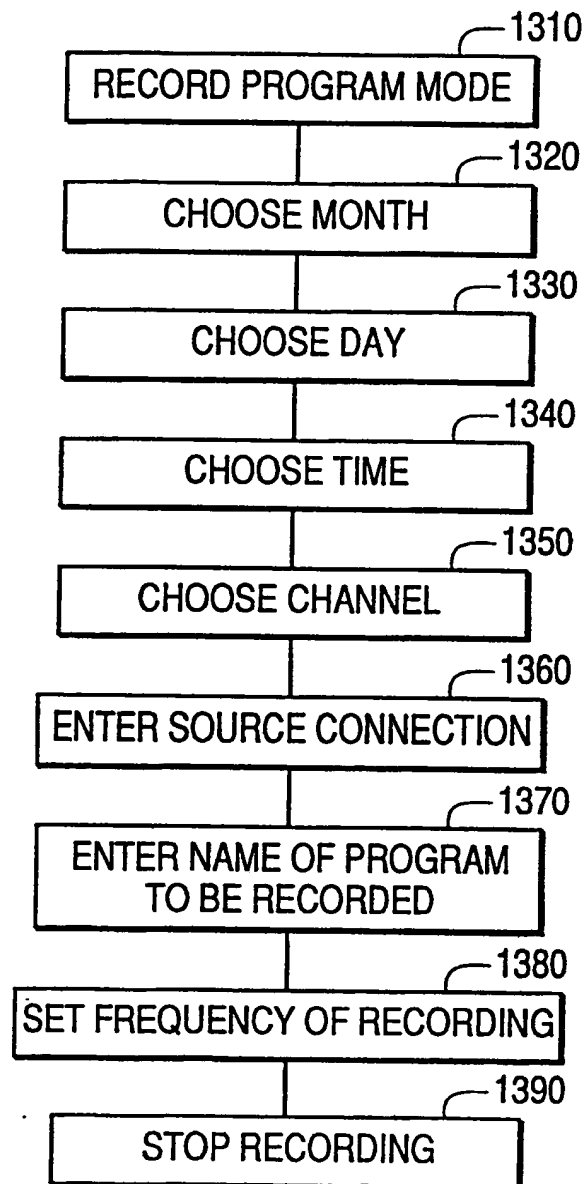 1310
RECORD PROGRAM MODE
1320
CHOOSE MONTH
1330
CHOOSE DAY
1340
CHOOSE TIME
1350
CHOOSE CHANNEL
1360
ENTER SOURCE CONNECTION
1370
ENTER NAME OF PROGRAM
TO BE RECORDED
1380
SET FREQUENCY OF RECORDING
1390
STOP RECORDING